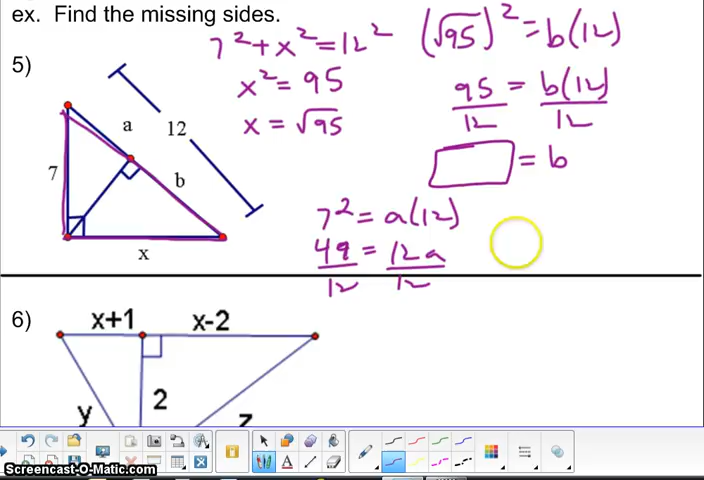 ex. Find the missing sides.
7² + x² = 12²
(√95)² = b(12)
5)
x² = 95
95/12 = b(12)/12
a
12
x = √95
□ = b
7
b
7² = a(12)
x
49/12 = 12a/12
6)
x+1 x-2
2
y
z
Screencast-O-Matic.com